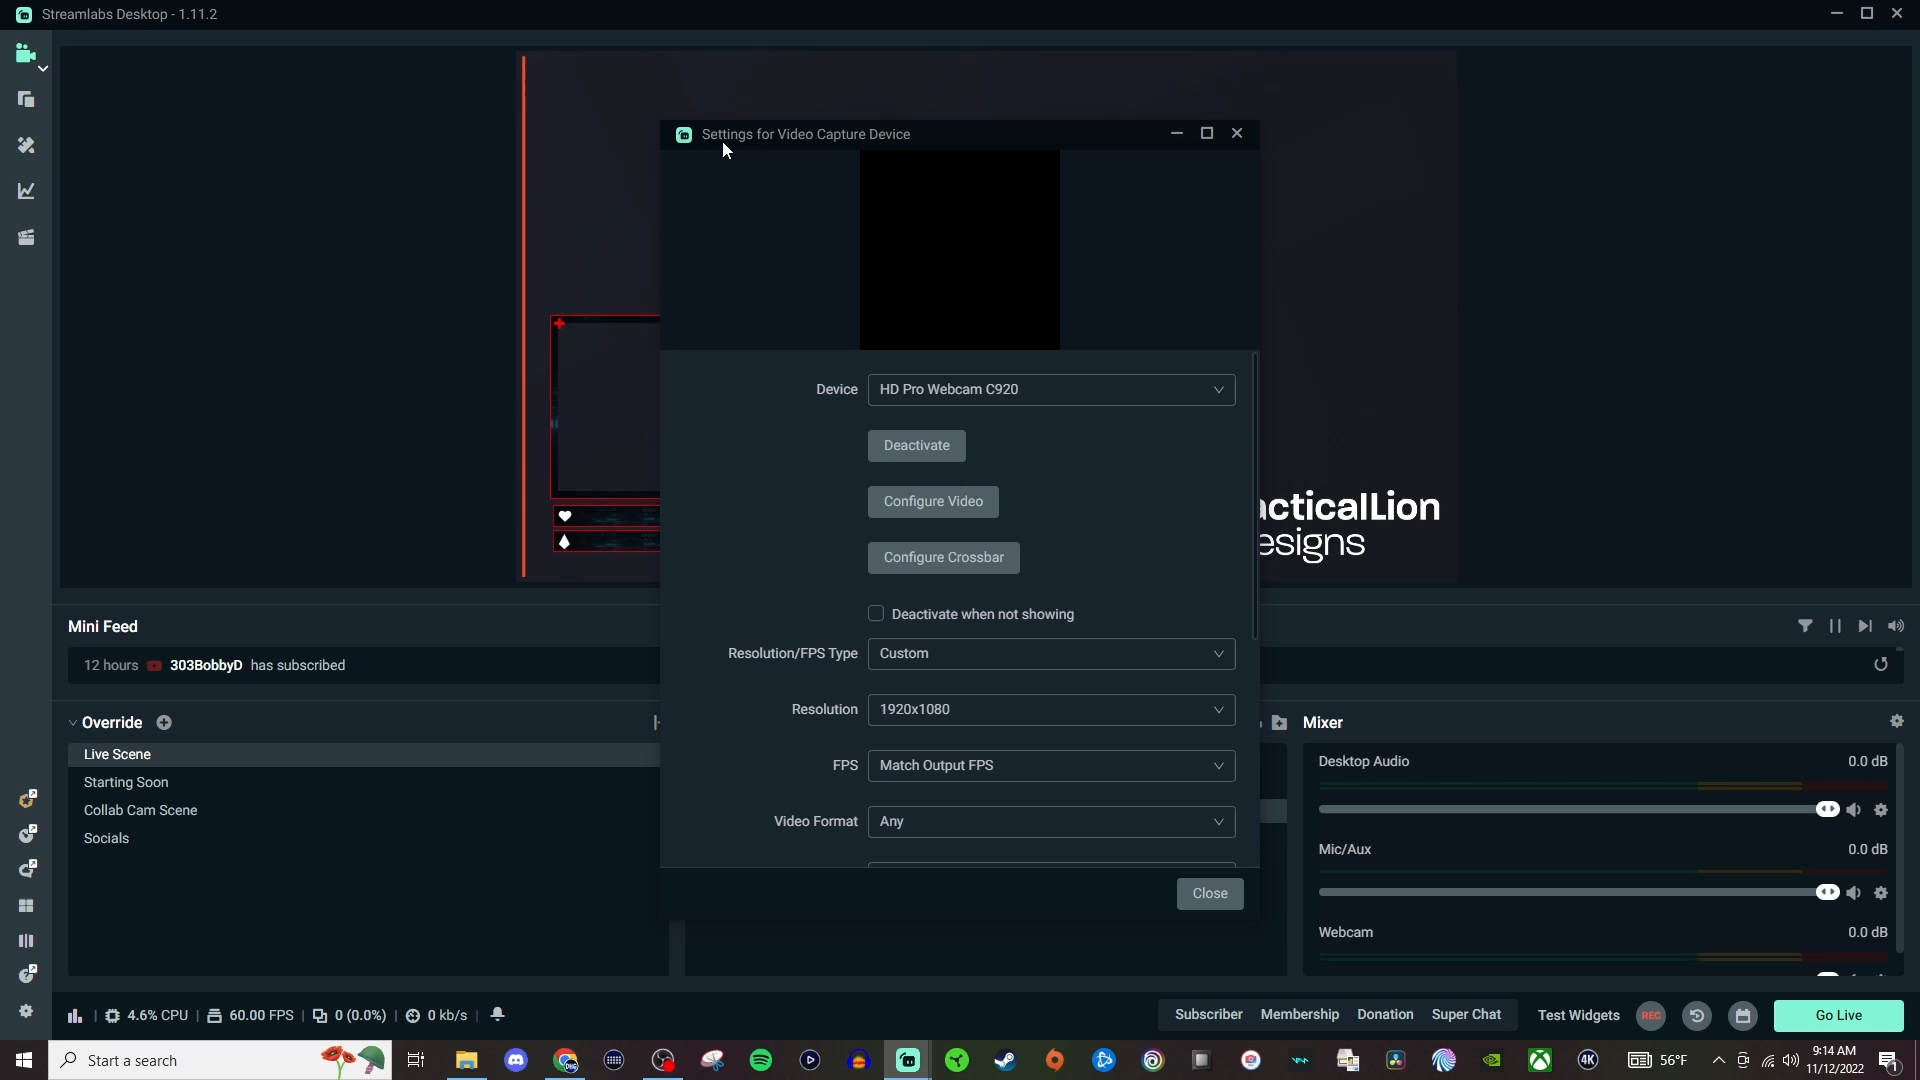 Streamlabs Desktop - 1.11.2
Settings for Video Capture Device
Device HD Pro Webcam C920
Deactivate
Configure Video
Configure Crossbar
Deactivate when not showing
Resolution/FPS Type Custom
Resolution 1920x1080
FPS Match Output FPS
Video Format Any
Close
acticalLion
esigns
Mini Feed
12 hours 303BobbyD has subscribed
Override
Live Scene
Starting Soon
Collab Cam Scene
Socials
Mixer
Desktop Audio 0.0 dB
Mic/Aux 0.0 dB
Webcam 0.0 dB
4.6% CPU 60.00 FPS 0 (0.0%) 0 kb/s
Subscriber Membership Donation Super Chat Test Widgets REC Go Live
Start a search
4K
56°F
9:14 AM
11/12/2022
1